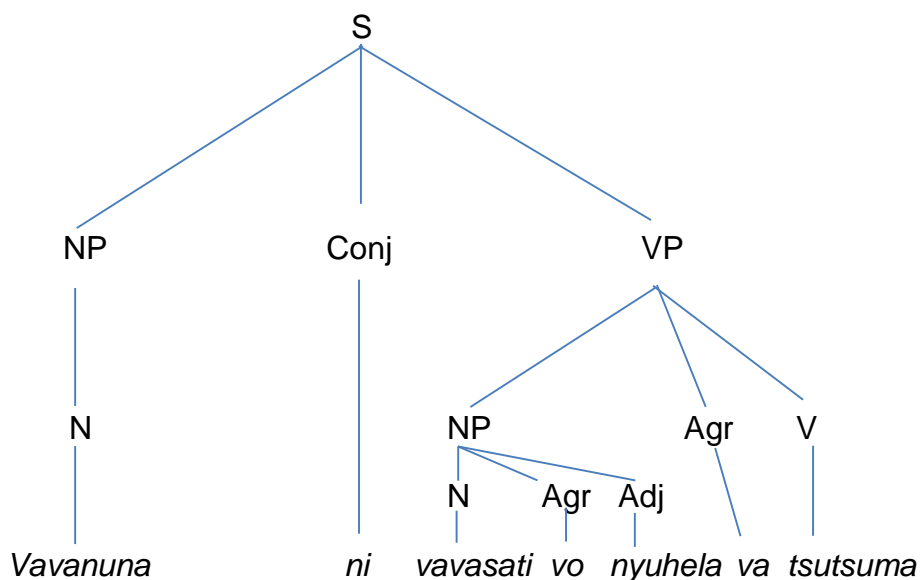 S
NP Conj VP
N NP Agr V
N Agr Adj
Vavanuna ni vavasati vo nyuhela va tsutsuma